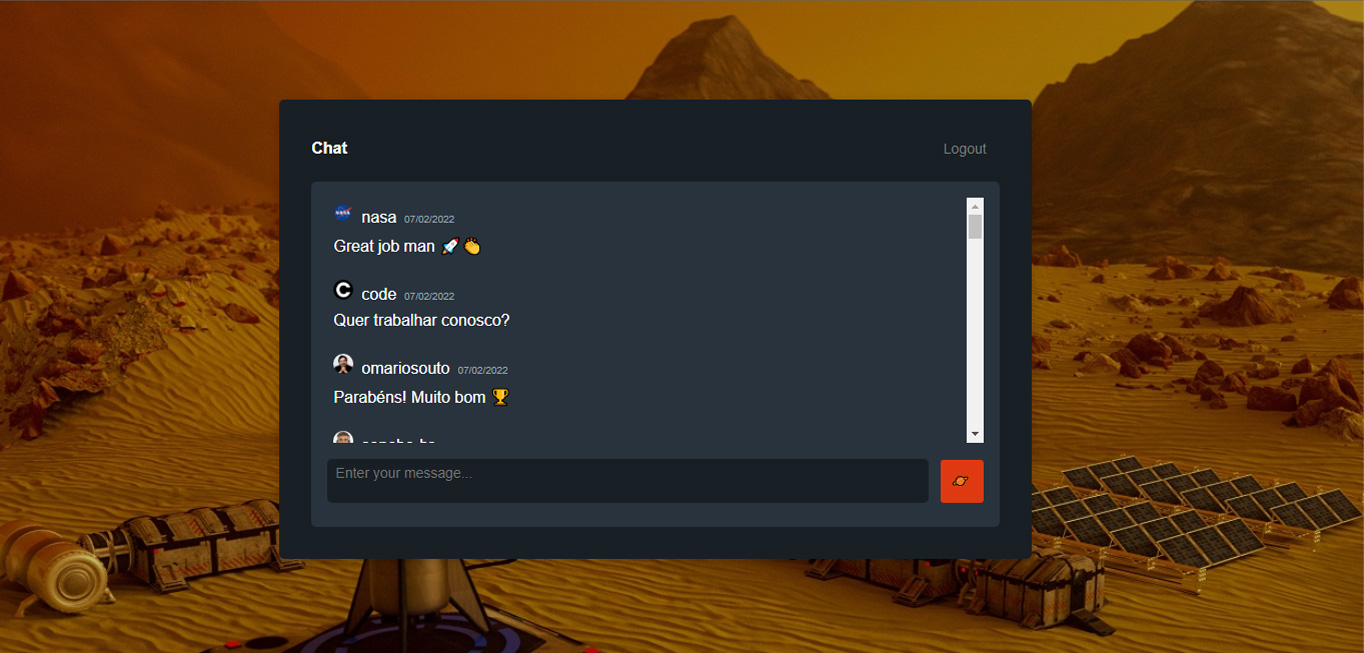 Chat
Logout
nasa 07/02/2022
Great job man 🚀 👏
code 07/02/2022
Quer trabalhar conosco?
omariosouto 07/02/2022
Parabéns! Muito bom 🏆
Enter your message...